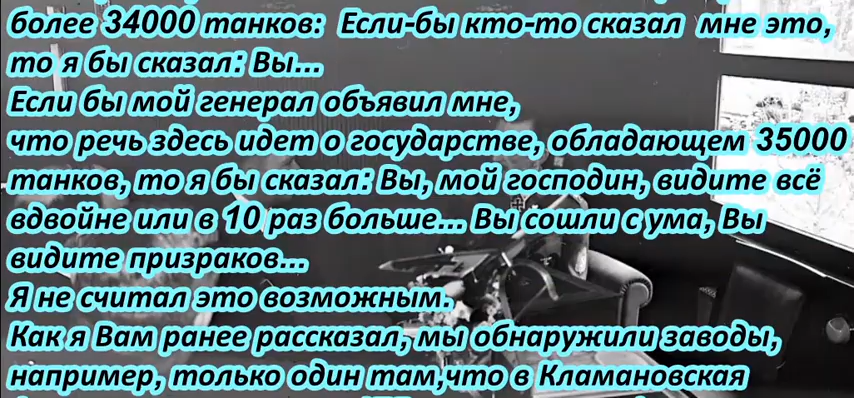 более 34000 танков: Если-бы кто-то сказал мне это,
то я бы сказал: Вы...
Если бы мой генерал объявил мне,
что речь здесь идет о государстве, обладающем 35000
танков, то я бы сказал: Вы, мой господин, видите всё
вдвойне или в 10 раз больше... Вы сошли с ума, Вы
видите призраков...
Я не считал это возможным.
Как я Вам ранее рассказал, мы обнаружили заводы,
например, только один там,что в Кламановская